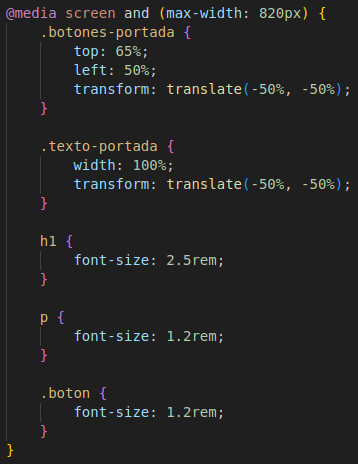 @media screen and (max-width: 820px) {
    .botones-portada {
        top: 65%;
        left: 50%;
        transform: translate(-50%, -50%);
    }

    .texto-portada {
        width: 100%;
        transform: translate(-50%, -50%);
    }

    h1 {
        font-size: 2.5rem;
    }

    p {
        font-size: 1.2rem;
    }

    .boton {
        font-size: 1.2rem;
    }
}